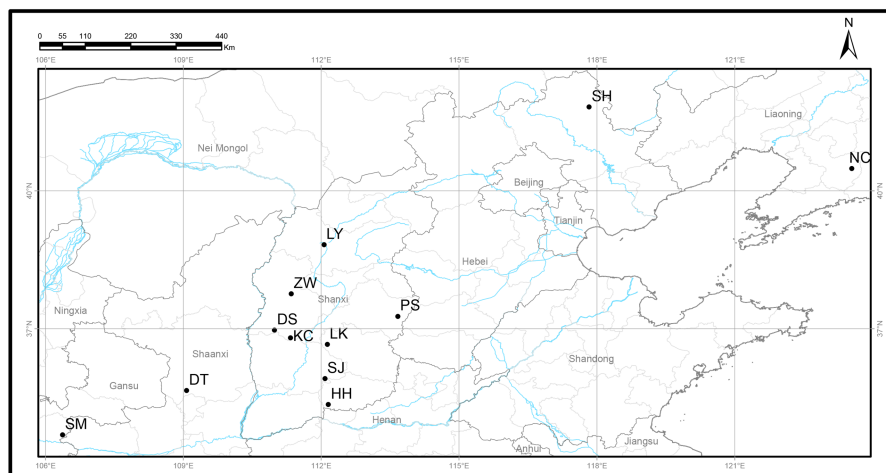 N
0 55 110 220 330 440
Km
106°E 109°E 112°E 115°E 118°E 121°E
SH
Liaoning
Nei Mongol
NC
Beijing
40°N 40°N
Tianjin
LY
Hebei
ZW
Shanxi
Ningxia
PS
DS
37°N 37°N
KC LK
Shaanxi
Shandong
SJ
Gansu
DT
HH
Henan
SM
Jiangsu
Anhui
106°E 109°E 112°E 115°E 118°E 121°E